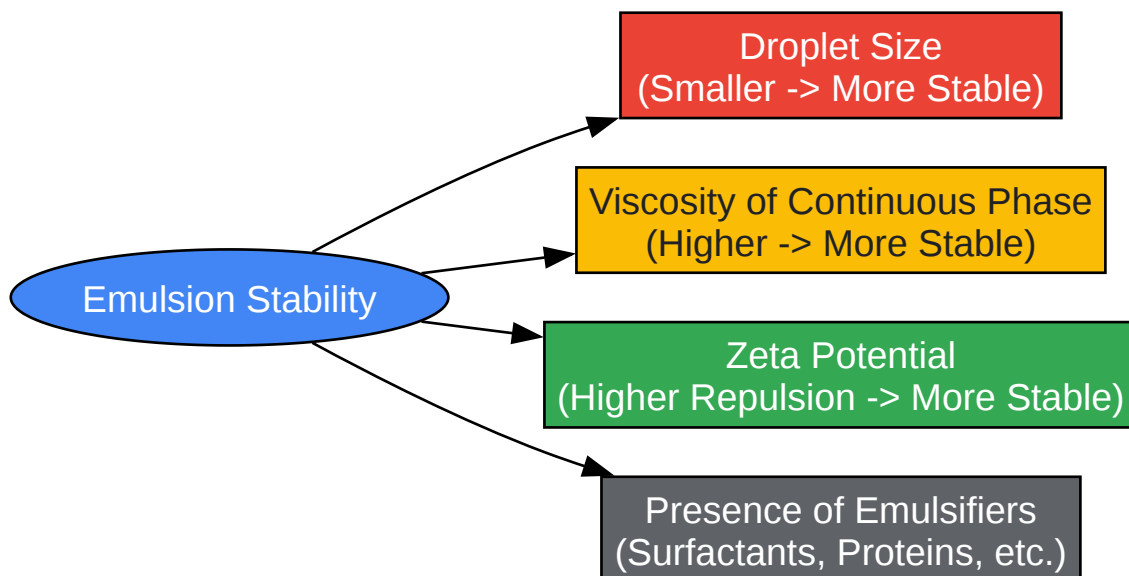 Droplet Size
(Smaller -> More Stable)
Viscosity of Continuous Phase
(Higher -> More Stable)
Emulsion Stability
Zeta Potential
(Higher Repulsion -> More Stable)
Presence of Emulsifiers
(Surfactants, Proteins, etc.)